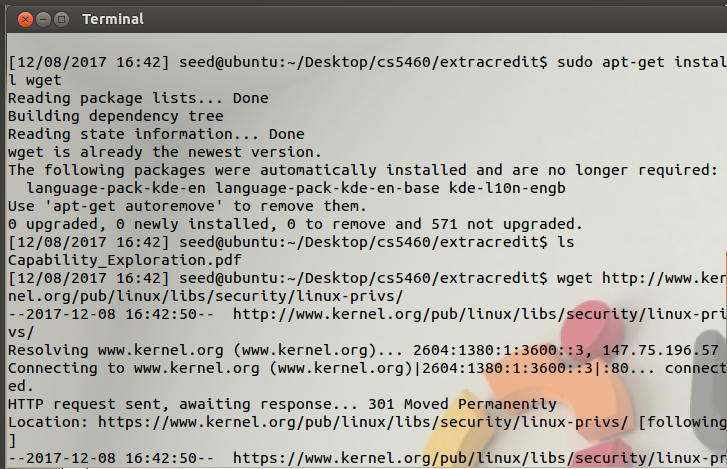 Terminal
[12/08/2017 16:42] seed@ubuntu:~/Desktop/cs5460/extracredit$ sudo apt-get instal
l wget
Reading package lists... Done
Building dependency tree
Reading state information... Done
wget is already the newest version.
The following packages were automatically installed and are no longer required:
  language-pack-kde-en language-pack-kde-en-base kde-l10n-engb
Use 'apt-get autoremove' to remove them.
0 upgraded, 0 newly installed, 0 to remove and 571 not upgraded.
[12/08/2017 16:42] seed@ubuntu:~/Desktop/cs5460/extracredit$ ls
Capability_Exploration.pdf
[12/08/2017 16:42] seed@ubuntu:~/Desktop/cs5460/extracredit$ wget http://www.ker
nel.org/pub/linux/libs/security/linux-privs/
--2017-12-08 16:42:50--  http://www.kernel.org/pub/linux/libs/security/linux-pri
vs/
Resolving www.kernel.org (www.kernel.org)... 2604:1380:1:3600::3, 147.75.196.57
Connecting to www.kernel.org (www.kernel.org)|2604:1380:1:3600::3|:80... connect
ed.
HTTP request sent, awaiting response... 301 Moved Permanently
Location: https://www.kernel.org/pub/linux/libs/security/linux-privs/ [following
]
--2017-12-08 16:42:50--  https://www.kernel.org/pub/linux/libs/security/linux-pr